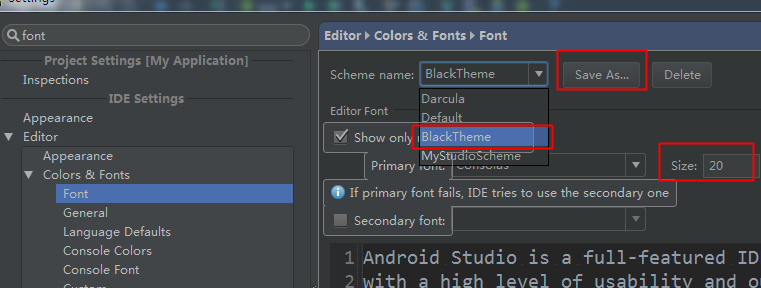 Settings
font
Project Settings [My Application]
Inspections
IDE Settings
Appearance
Editor
Appearance
Colors & Fonts
Font
General
Language Defaults
Console Colors
Console Font
Custom
Editor Colors & Fonts Font
Scheme name: BlackTheme Save As... Delete
Darcula
Default
BlackTheme
MyStudioScheme
Editor Font
Show only
Primary font: Consolas Size: 20
If primary font fails, IDE tries to use the secondary one
Secondary font:
1 Android Studio is a full-featured ID
2 with a high level of usability and ou